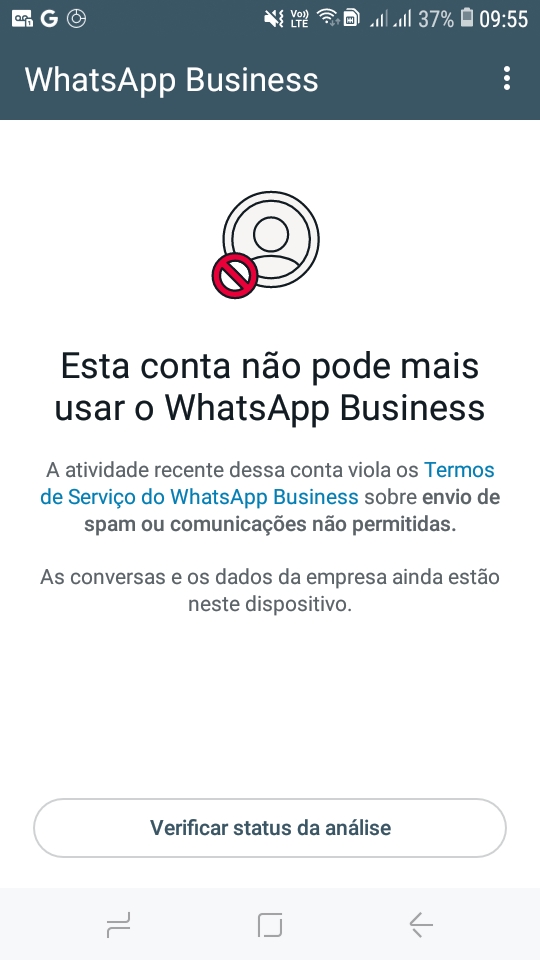 37% 09:55
WhatsApp Business
Esta conta não pode mais
usar o WhatsApp Business
A atividade recente dessa conta viola os Termos
de Serviço do WhatsApp Business sobre envio de
spam ou comunicações não permitidas.
As conversas e os dados da empresa ainda estão
neste dispositivo.
Verificar status da análise